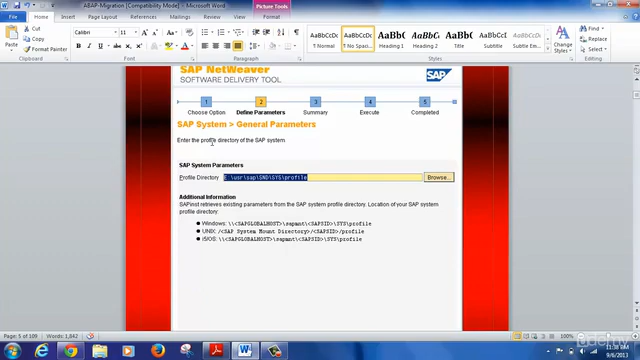 ABAP-Migration [Compatibility Mode] - Microsoft Word
Picture Tools
File Home Insert Page Layout References Mailings Review View Format
Cut
Copy
Paste
Format Painter
Clipboard
Calibri 11
Font
Paragraph
AaBbCcDc AaBbCcDc AaBbC AaBbCc AaBb AaBbCc AaBbCcDc
¶ Normal ¶ No Spaci... Heading 1 Heading 2 Title Subtitle Subtle Em...
Change Styles
Styles
Find
Replace
Select
Editing
SAP NetWeaver
SOFTWARE DELIVERY TOOL
SAP
1 2 3 4 5
Choose Option Define Parameters Summary Execute Completed
SAP System > General Parameters
Enter the profile directory of the SAP system
SAP System Parameters
Profile Directory E:\usr\sap\SND\SYS\profile Browse...
Additional Information
SAPinst retrieves existing parameters from the SAP system profile directory. Location of your SAP system
profile directory:
Windows: \\<SAPGLOBALHOST>\sapmnt\<SAPSID>\SYS\profile
UNIX: /<SAP System Mount Directory>/<SAPSID>/profile
i5/OS: \\<SAPGLOBALHOST>\sapmnt\<SAPSID>\SYS\profile
Page: 5 of 109 Words: 1,842 100%
11:38 AM
9/6/2013
Udemy